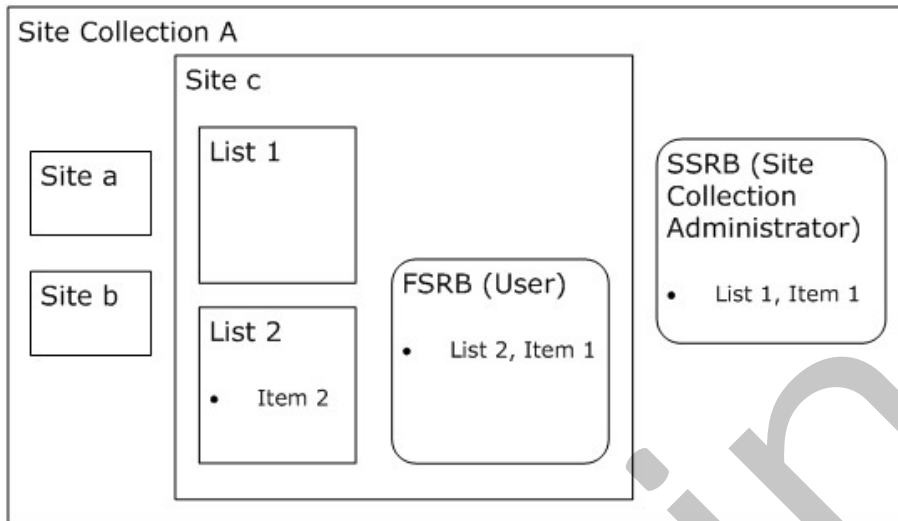 Site Collection A
Site c
Site a
Site b
List 1
List 2
• Item 2
FSRB (User)
• List 2, Item 1
SSRB (Site
Collection
Administrator)
• List 1, Item 1